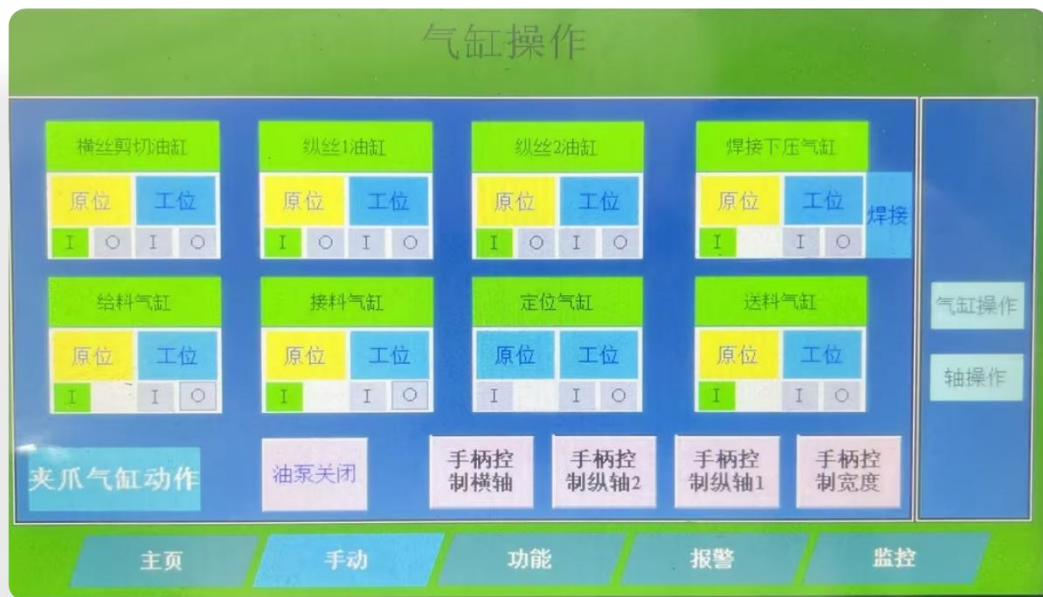 气缸操作
横丝剪切油缸 纵丝1油缸 纵丝2油缸 焊接下压气缸
原位 工位 原位 工位 原位 工位 原位 工位 焊接
I O I O I O I O I O I O I I O
给料气缸 接料气缸 定位气缸 送料气缸
原位 工位 原位 工位 原位 工位 原位 工位
I I O I I O I I O I I O
气缸操作
轴操作
夹爪气缸动作
油泵关闭
手柄控
制横轴
手柄控
制纵轴2
手柄控
制纵轴1
手柄控
制宽度
主页 手动 功能 报警 监控